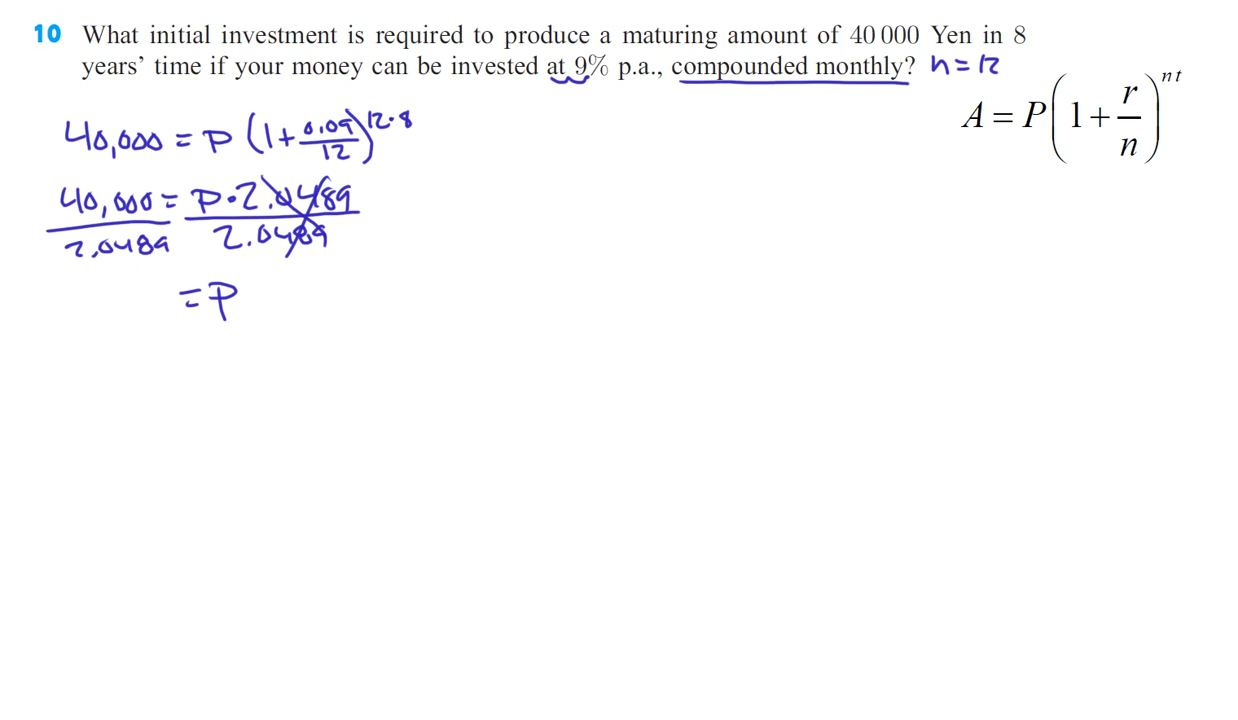 10 What initial investment is required to produce a maturing amount of 40 000 Yen in 8
years' time if your money can be invested at 9% p.a., compounded monthly? n = 12
A = P(1 + r/n)^nt
40,000 = P (1 + 0.09/12)^12·8
40,000/2.0489 = P·2.0489/2.0489
= P